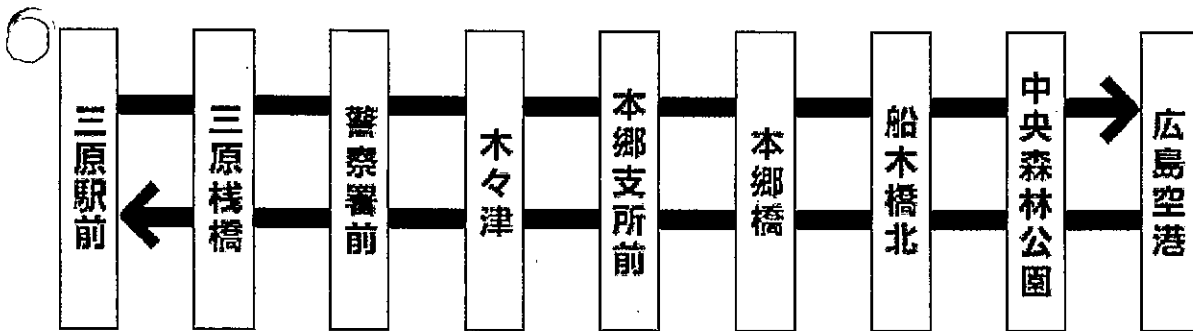 三原駅前
三原桟橋
警察署前
木々津
本郷支所前
本郷橋
船木橋北
中央森林公園
広島空港